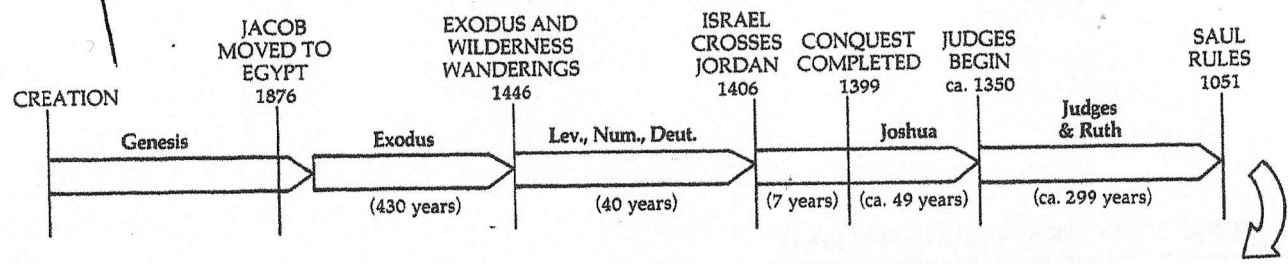 CREATION
JACOB
MOVED TO
EGYPT
1876
EXODUS AND
WILDERNESS
WANDERINGS
1446
ISRAEL
CROSSES
JORDAN
1406
CONQUEST
COMPLETED
1399
JUDGES
BEGIN
ca. 1350
SAUL
RULES
1051
Genesis
Exodus
Lev., Num., Deut.
Joshua
Judges
& Ruth
(430 years)
(40 years)
(7 years)
(ca. 49 years)
(ca. 299 years)